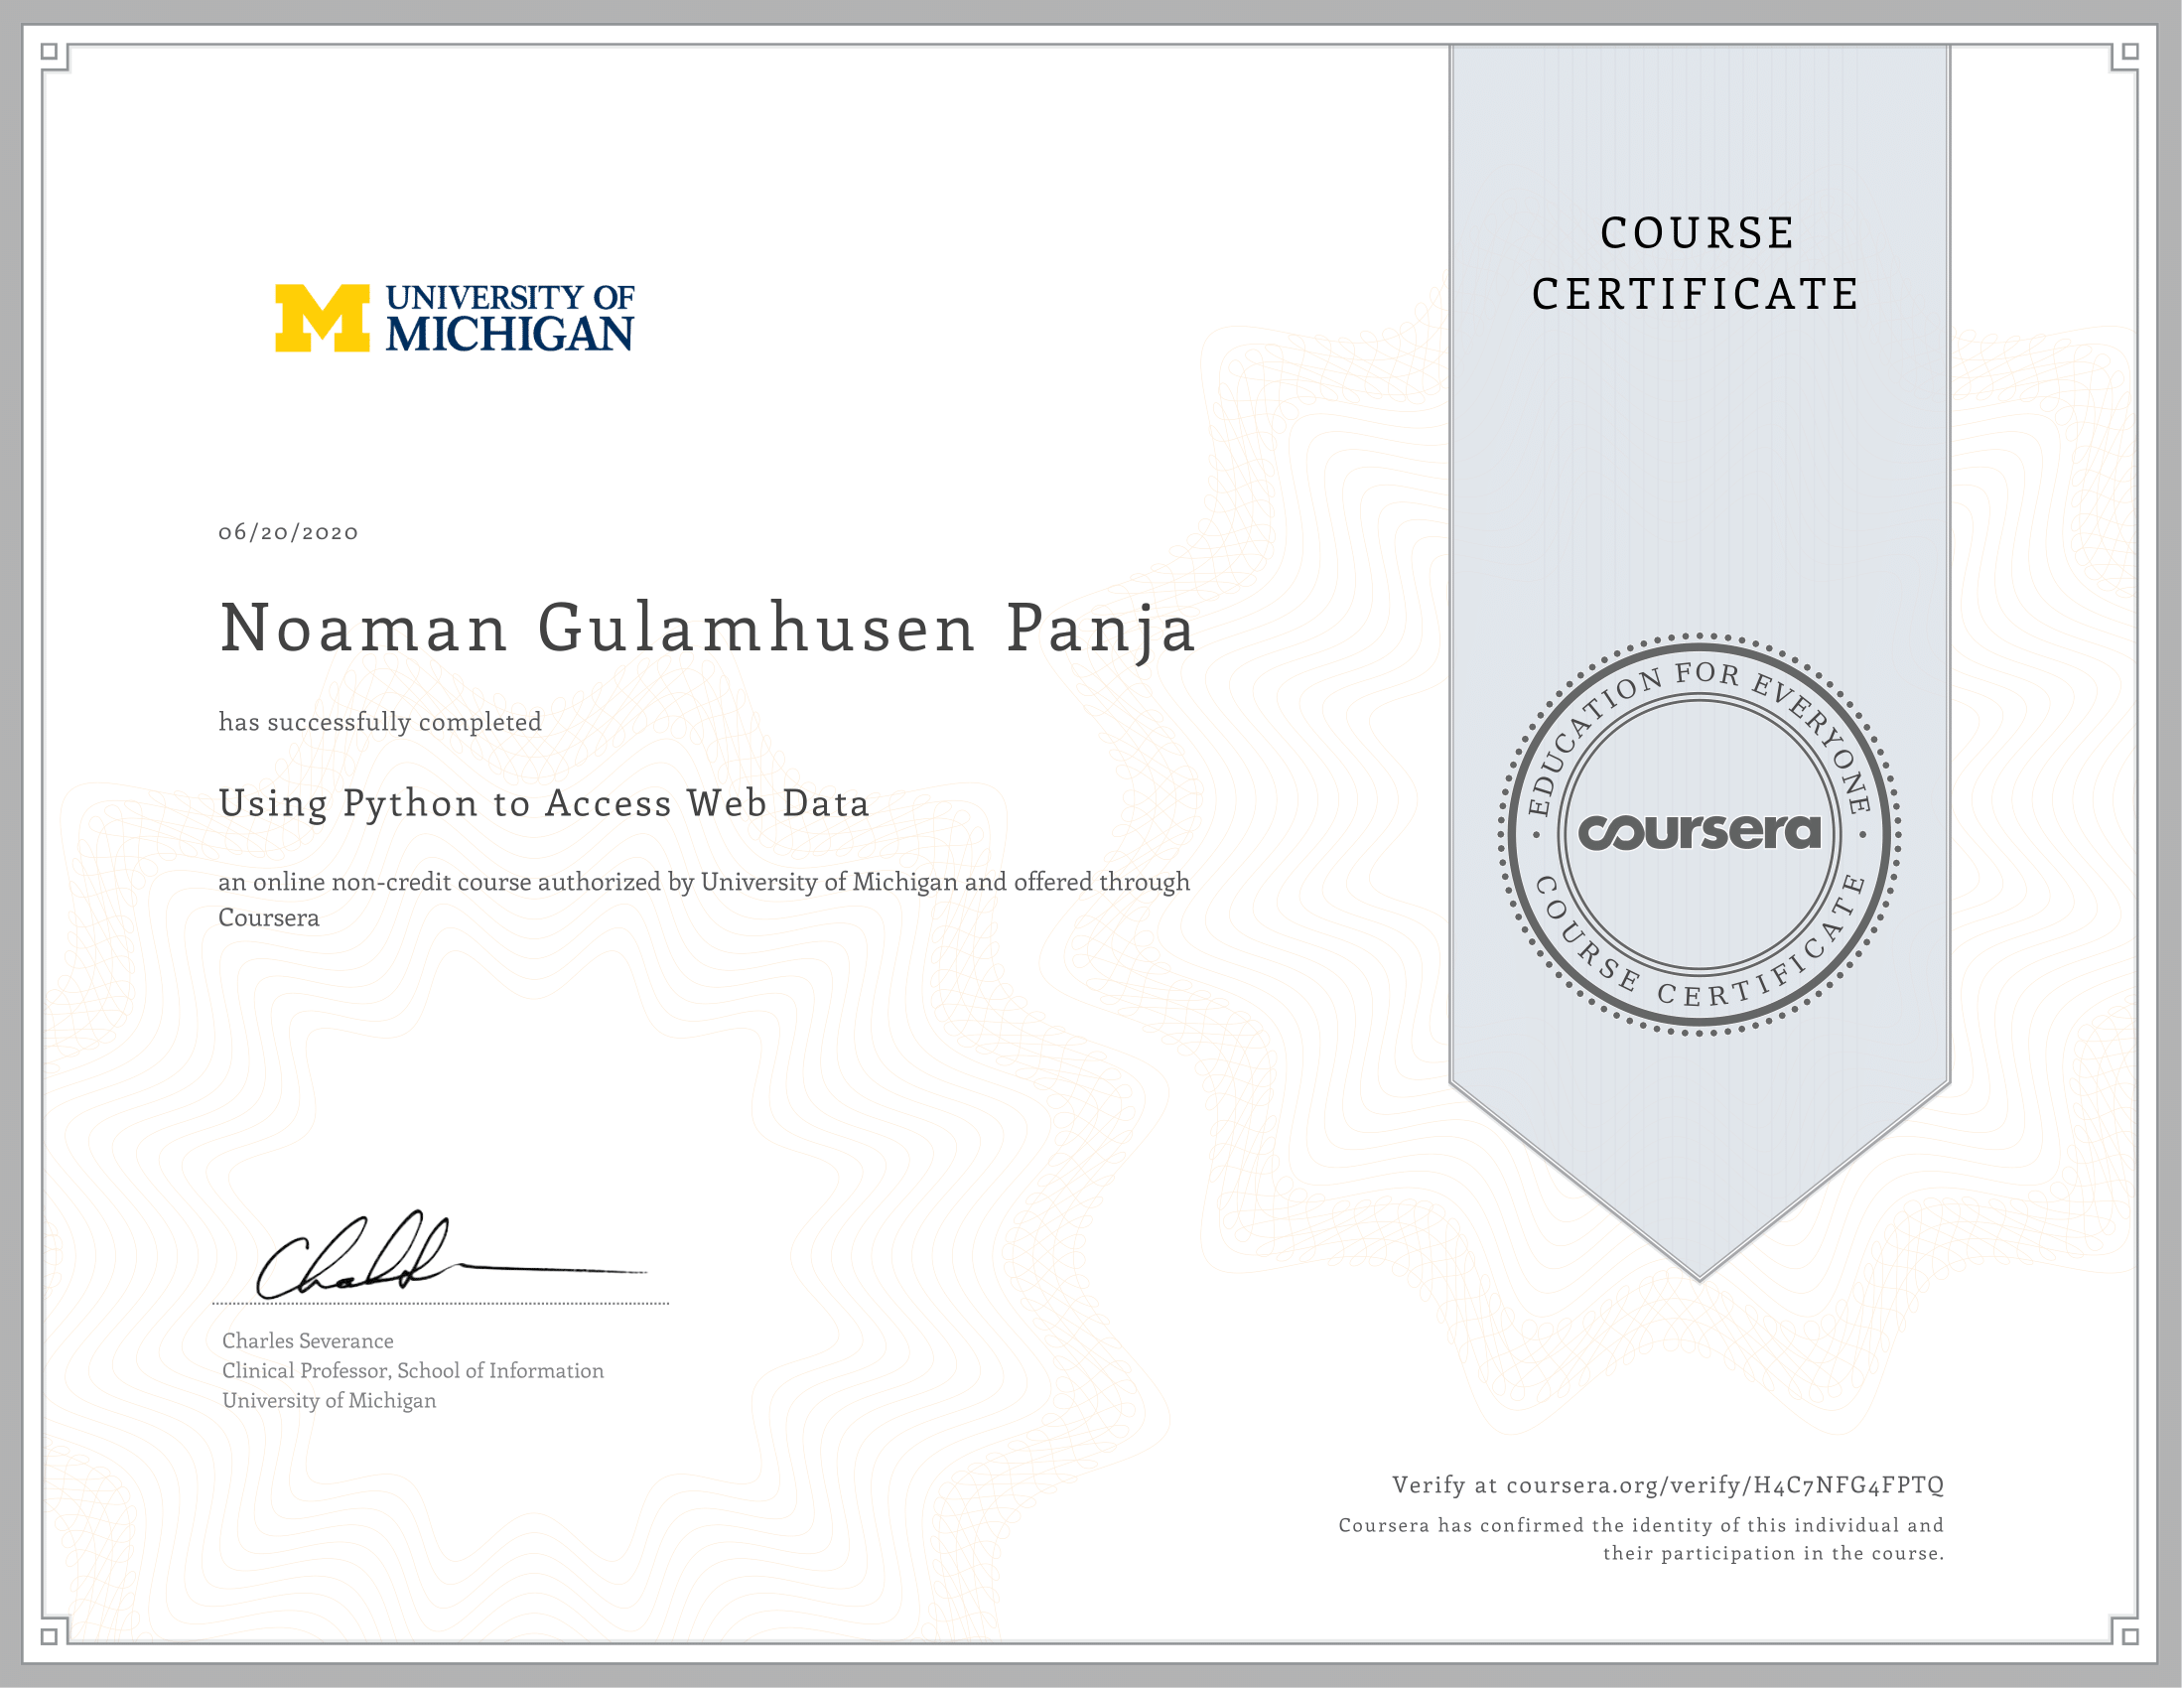 UNIVERSITY OF
MICHIGAN
COURSE
CERTIFICATE
06/20/2020
Noaman Gulamhusen Panja
has successfully completed
Using Python to Access Web Data
an online non-credit course authorized by University of Michigan and offered through
Coursera
EDUCATION FOR EVERYONE
coursera
COURSE CERTIFICATE
Charles Severance
Clinical Professor, School of Information
University of Michigan
Verify at coursera.org/verify/H4C7NFG4FPTQ
Coursera has confirmed the identity of this individual and
their participation in the course.